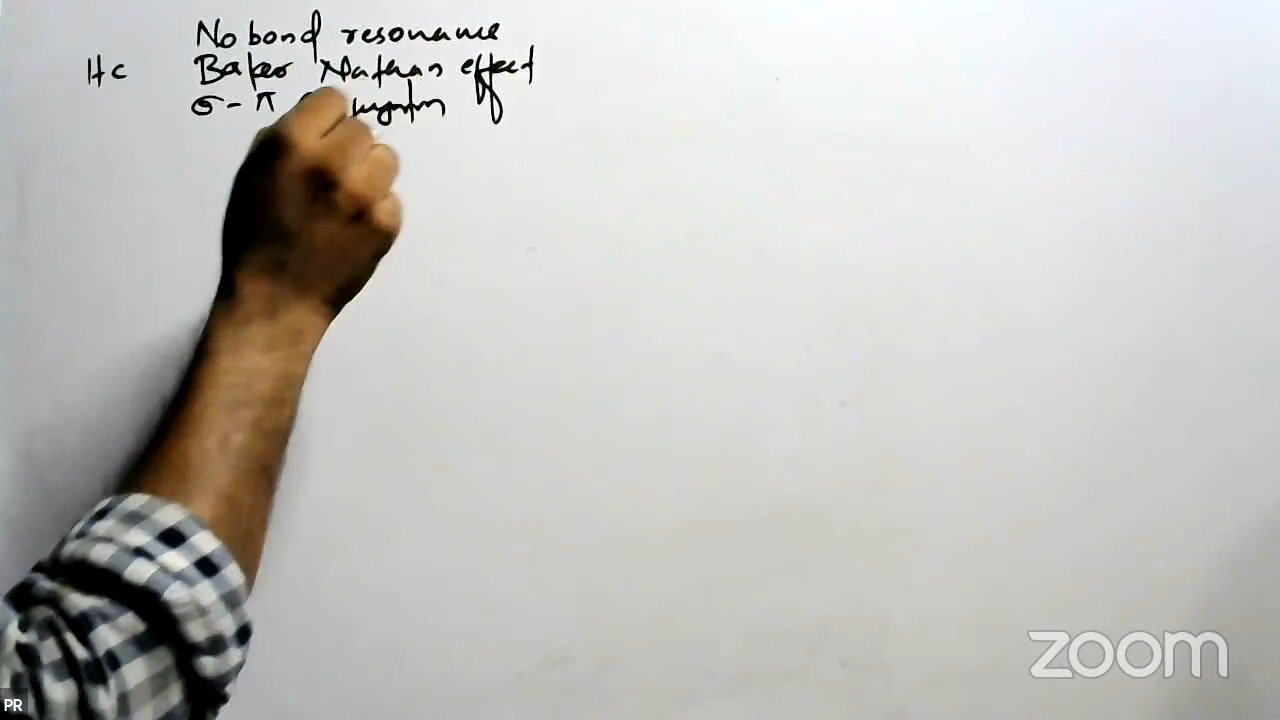 No bond resonance
Hc Baker Nathan effect
σ-π
zoom
PR